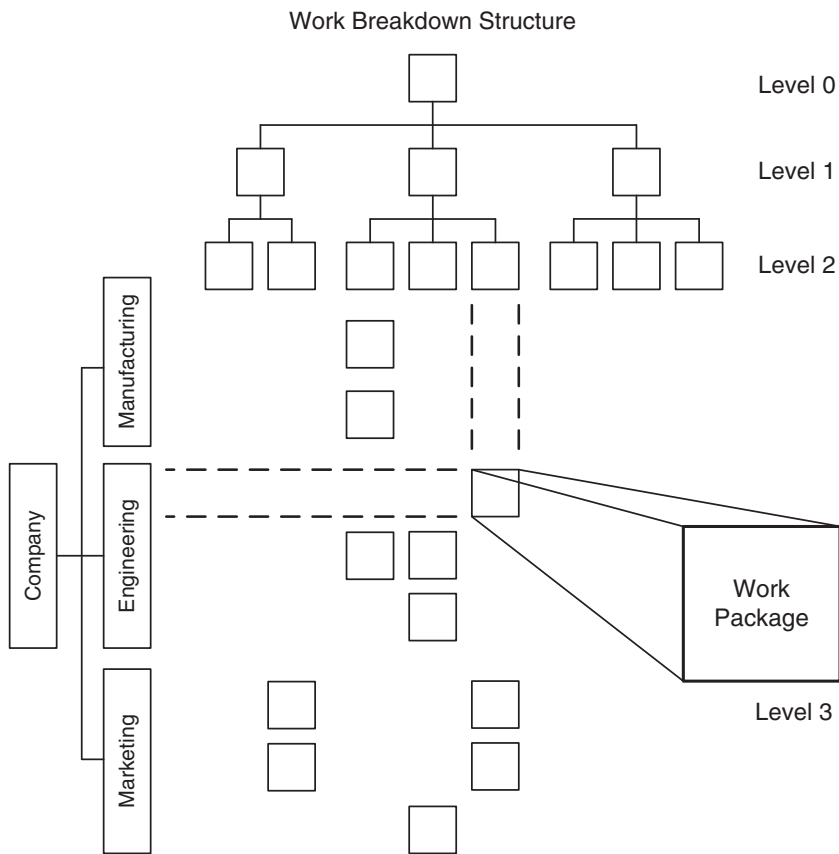 Work Breakdown Structure
Level 0
Level 1
Level 2
Manufacturing
Company
Engineering
Work
Package
Level 3
Marketing